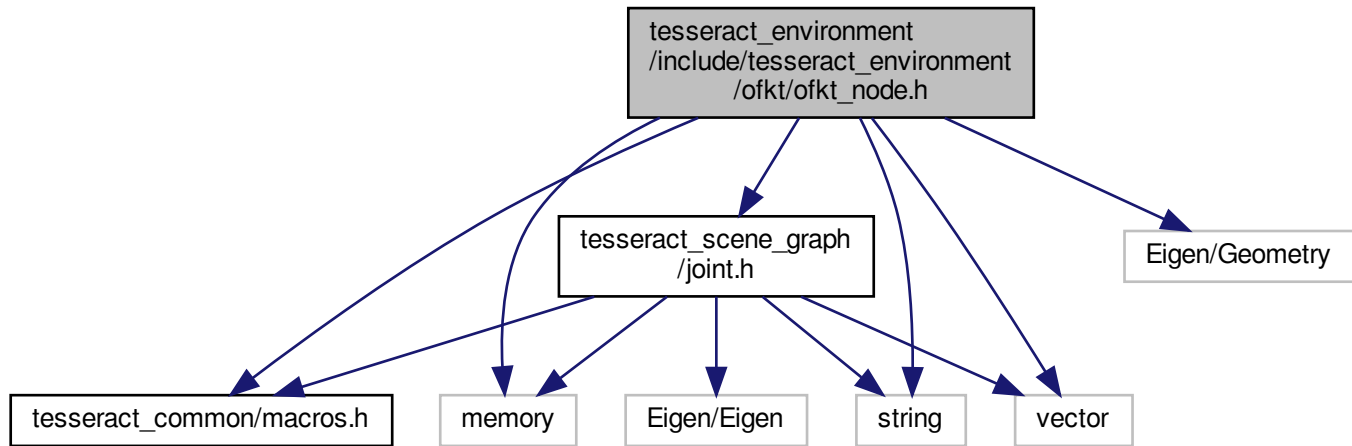 tesseract_environment
/include/tesseract_environment
/ofkt/ofkt_node.h
tesseract_scene_graph
/joint.h
Eigen/Geometry
tesseract_common/macros.h
memory
Eigen/Eigen
string
vector